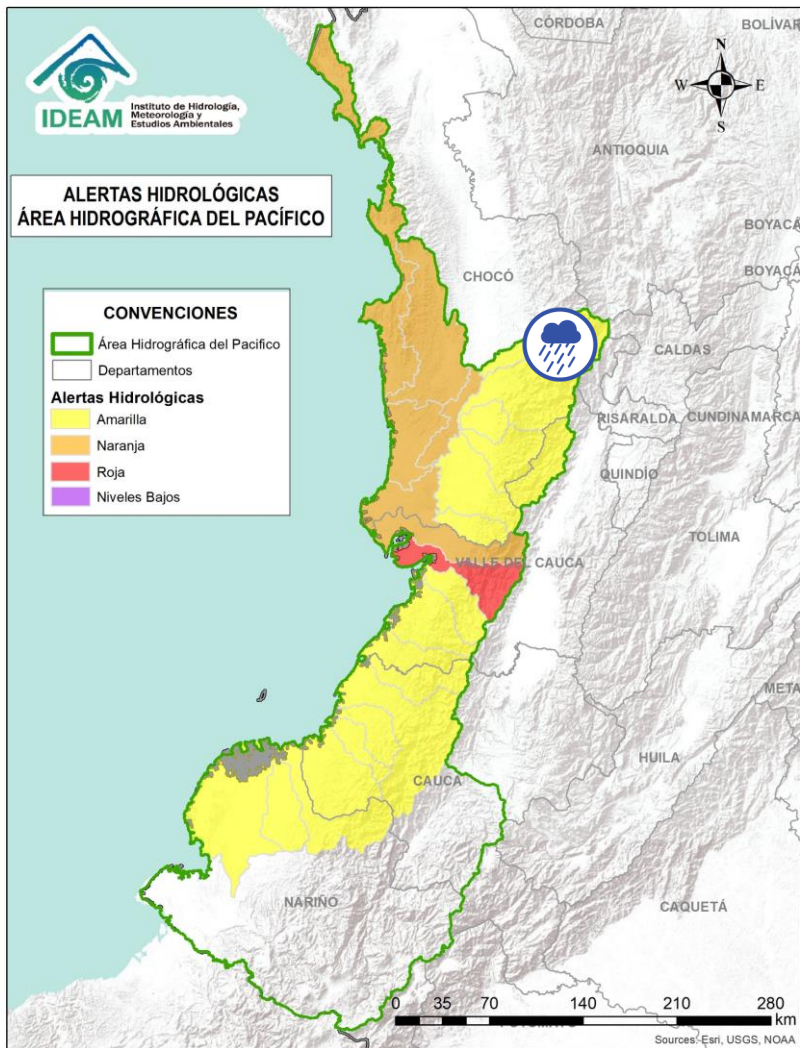 CÓRDOBA
BOLÍVAR
N
W E
S
IDEAM Instituto de Hidrología,
Meteorología y
Estudios Ambientales
ANTIOQUIA
ALERTAS HIDROLÓGICAS
ÁREA HIDROGRÁFICA DEL PACÍFICO
BOYACÁ
CHOCÓ
BOYACÁ
CONVENCIONES
Área Hidrográfica del Pacifico
Departamentos
Alertas Hidrológicas
Amarilla
Naranja
Roja
Niveles Bajos
CALDAS
RISARALDA
CUNDINAMARCA
QUINDÍO
TOLIMA
VALLE DEL CAUCA
META
HUILA
CAUCA
NARIÑO
CAQUETÁ
0 35 70 140 210 280
km
Sources: Esri, USGS, NOAA